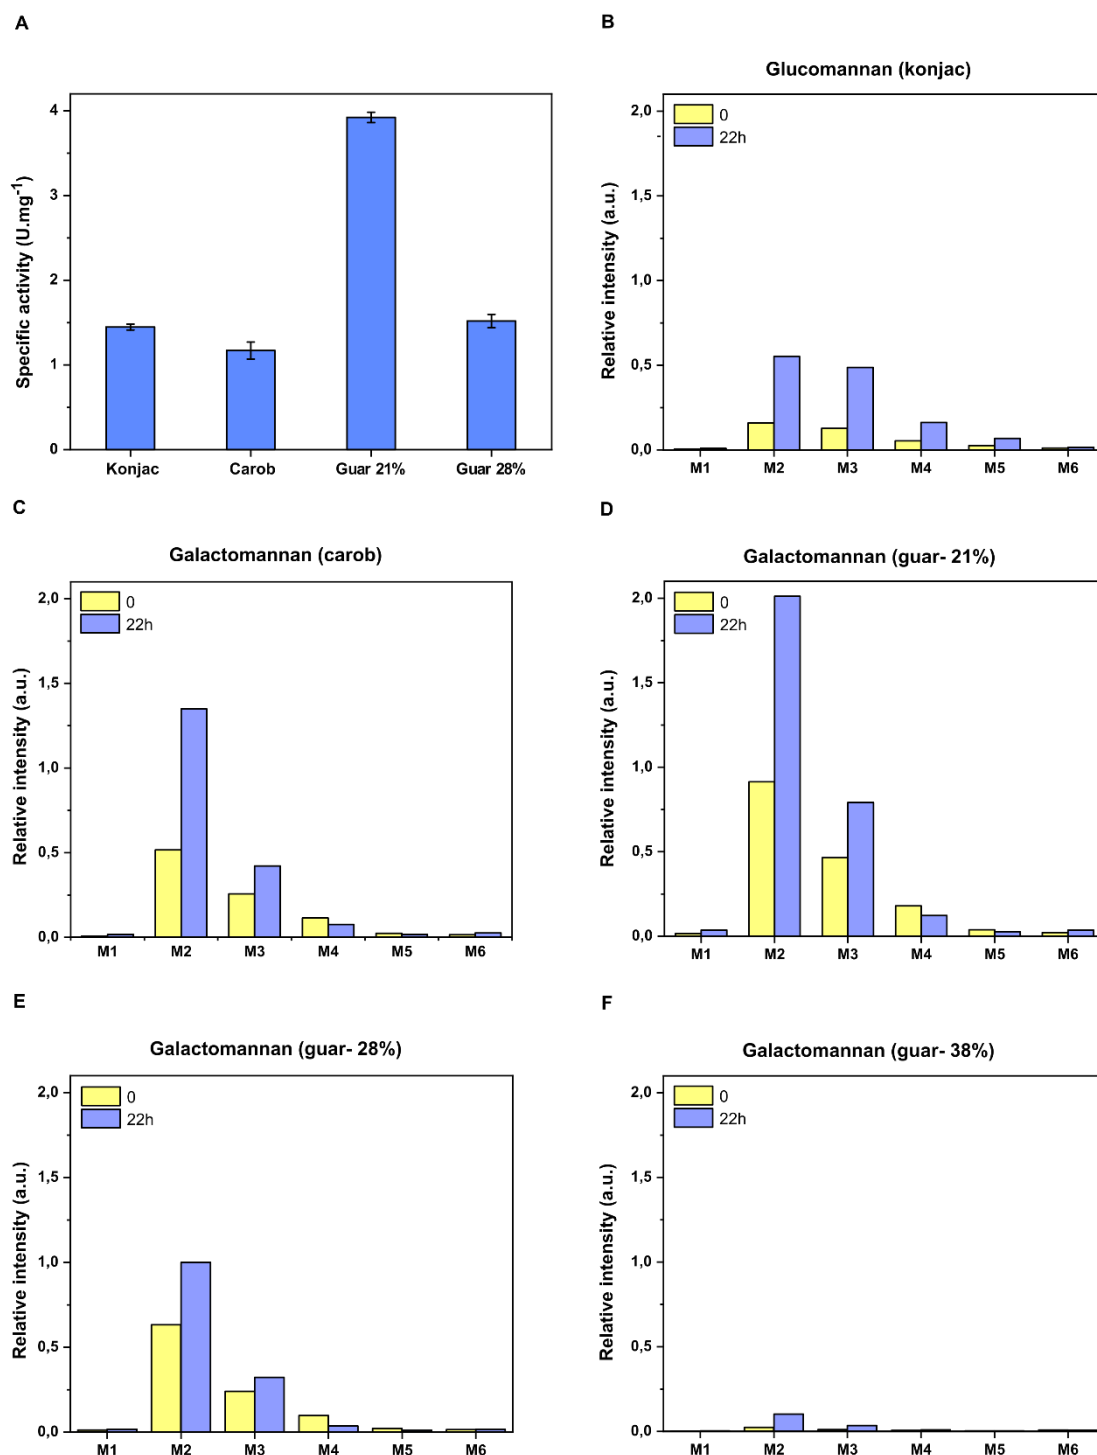 A
Specific activity (U.mg-1)
4
3
2
1
0
Konjac Carob Guar 21% Guar 28%
B
Glucomannan (konjac)
Relative intensity (a.u.)
2,0
1,5
1,0
0,5
0,0
0
22h
M1 M2 M3 M4 M5 M6
C
Galactomannan (carob)
Relative intensity (a.u.)
2,0
1,5
1,0
0,5
0,0
0
22h
M1 M2 M3 M4 M5 M6
D
Galactomannan (guar- 21%)
Relative intensity (a.u.)
2,0
1,5
1,0
0,5
0,0
0
22h
M1 M2 M3 M4 M5 M6
E
Galactomannan (guar- 28%)
Relative intensity (a.u.)
2,0
1,5
1,0
0,5
0,0
0
22h
M1 M2 M3 M4 M5 M6
F
Galactomannan (guar- 38%)
Relative intensity (a.u.)
2,0
1,5
1,0
0,5
0,0
0
22h
M1 M2 M3 M4 M5 M6